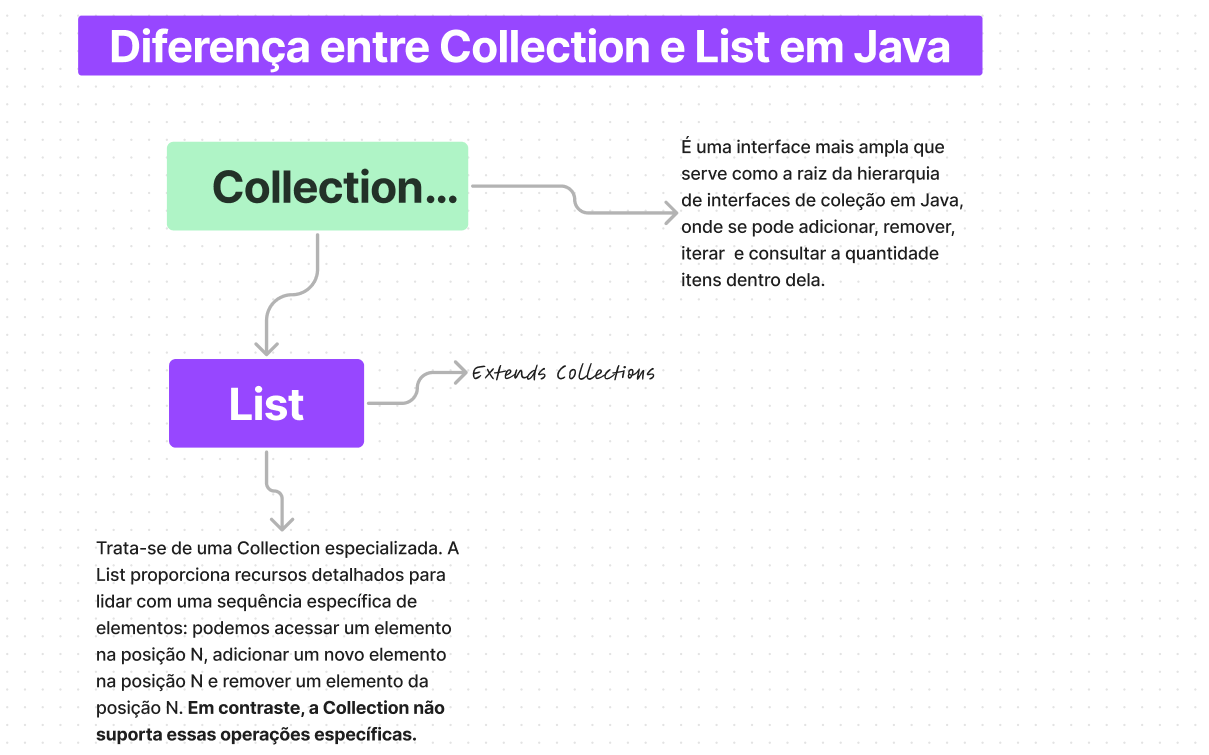 Diferença entre Collection e List em Java
Collection...
É uma interface mais ampla que
serve como a raiz da hierarquia
de interfaces de coleção em Java,
onde se pode adicionar, remover,
iterar  e consultar a quantidade
itens dentro dela.
List
Extends Collections
Trata-se de uma Collection especializada. A
List proporciona recursos detalhados para
lidar com uma sequência específica de
elementos: podemos acessar um elemento
na posição N, adicionar um novo elemento
na posição N e remover um elemento da
posição N. Em contraste, a Collection não
suporta essas operações específicas.